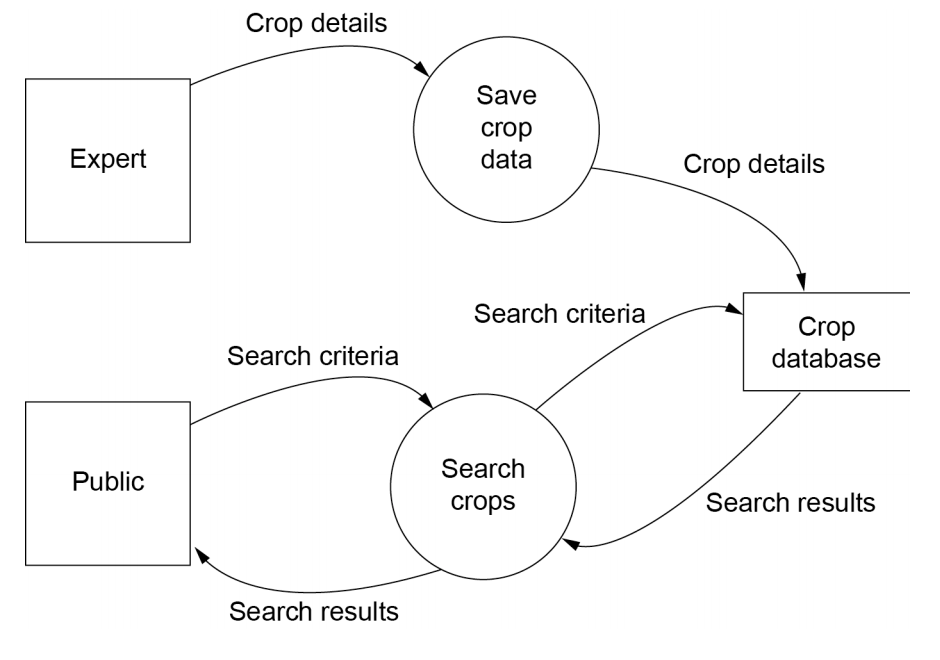 Crop details
Save
crop
data
Expert
Crop details
Search criteria
Crop
database
Search criteria
Search
crops
Public
Search results
Search results